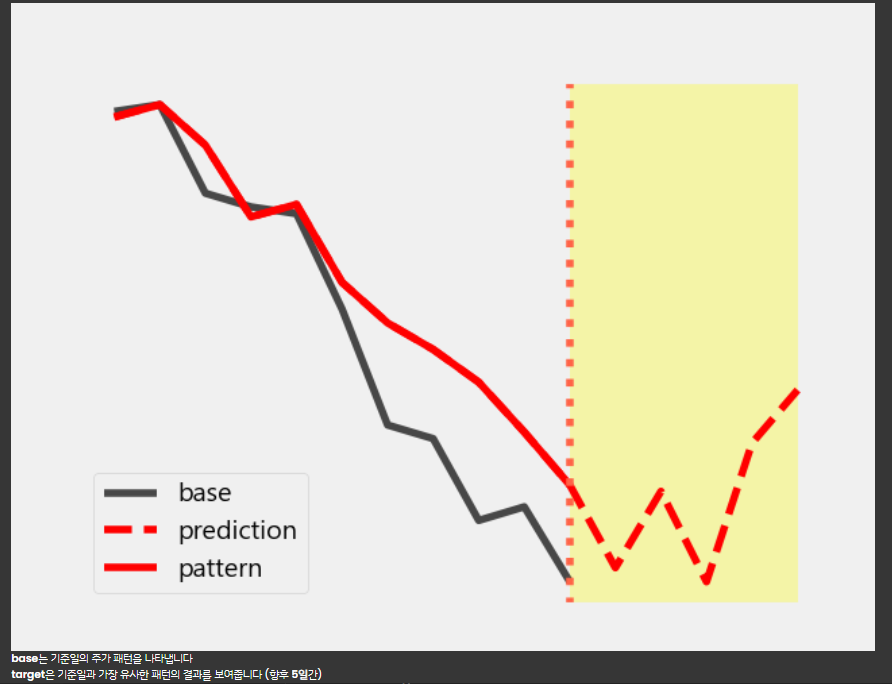 base
prediction
pattern
base는 기준일의 주가 패턴을 나타냅니다
target은 기준일과 가장 유사한 패턴의 결과를 보여줍니다 (향후 5일간)